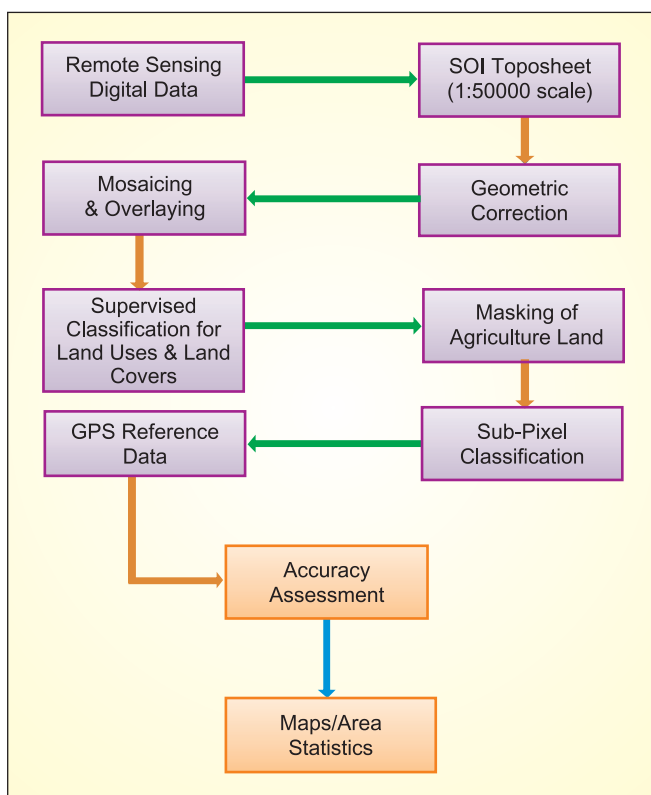 Remote Sensing
Digital Data
SOI Toposheet
(1:50000 scale)
Geometric
Correction
Mosaicing
& Overlaying
Supervised
Classification for
Land Uses & Land
Covers
Masking of
Agriculture Land
Sub-Pixel
Classification
GPS Reference
Data
Accuracy
Assessment
Maps/Area
Statistics